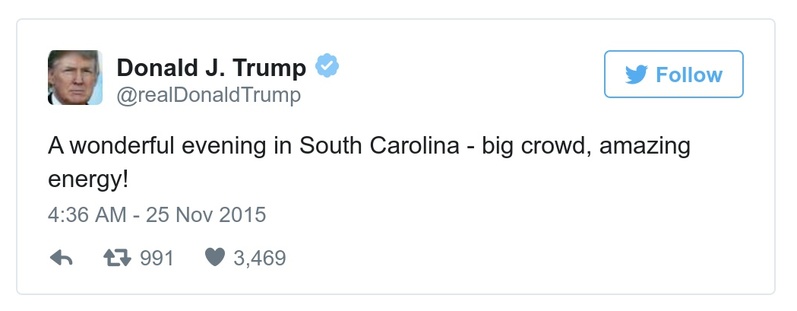 Donald J. Trump
@realDonaldTrump
Follow
A wonderful evening in South Carolina - big crowd, amazing
energy!
4:36 AM - 25 Nov 2015
991 3,469